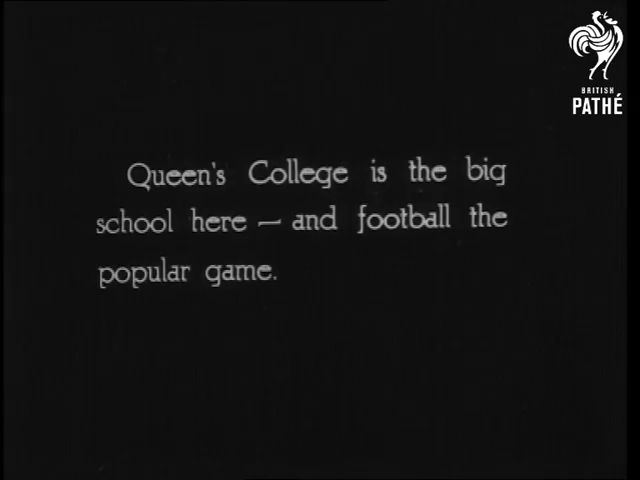 BRITISH
PATHÉ
Queen's College is the big
school here — and football the
popular game.